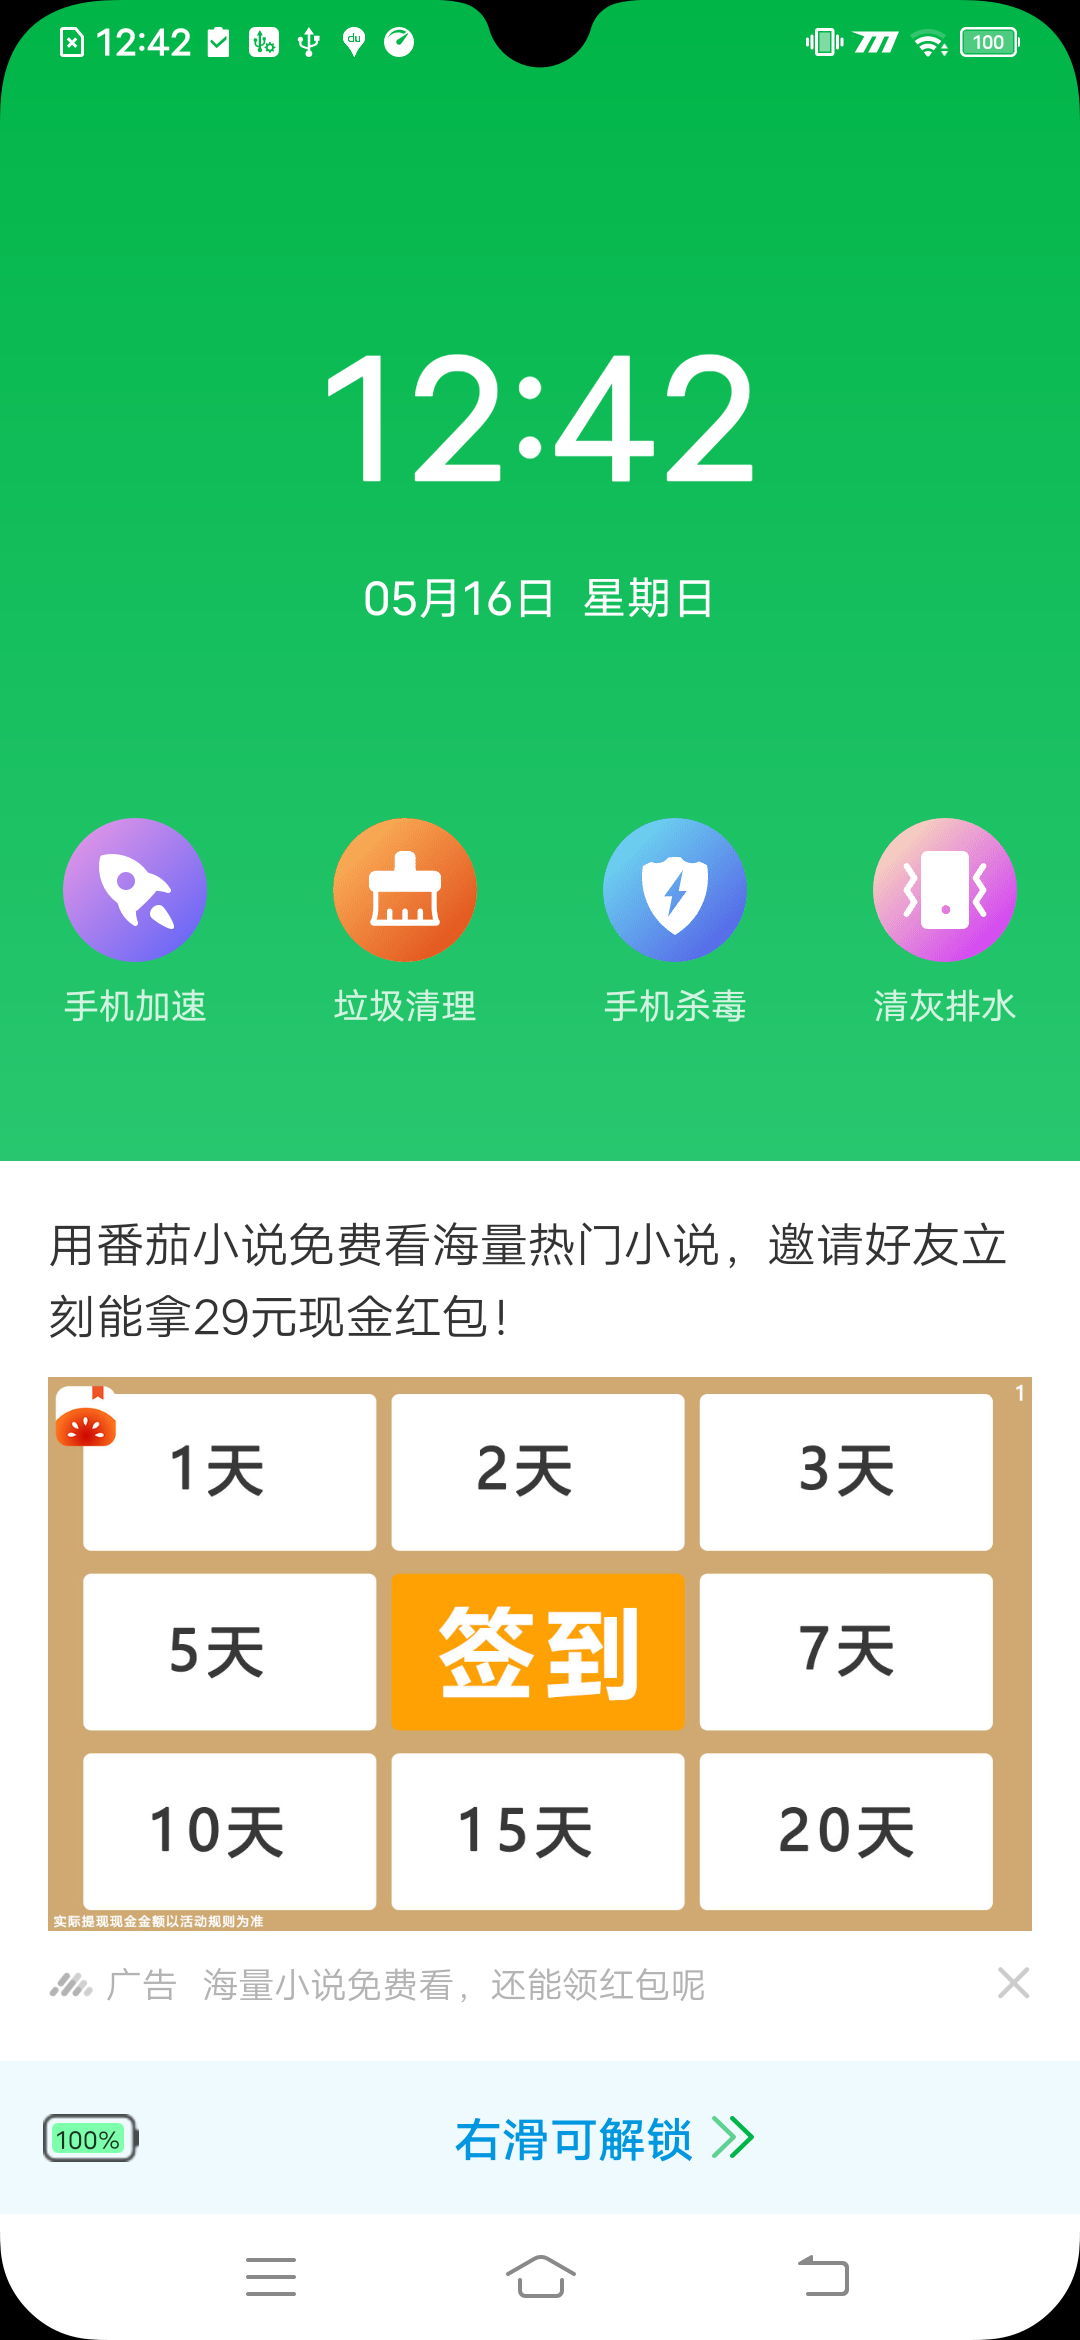 12:42
du
100
12:42
05月16日 星期日
手机加速 垃圾清理 手机杀毒 清灰排水
用番茄小说免费看海量热门小说，邀请好友立
刻能拿29元现金红包！
1
1天 2天 3天
5天 签到 7天
10天 15天 20天
实际提现现金金额以活动规则为准
广告 海量小说免费看，还能领红包呢
100% 右滑可解锁